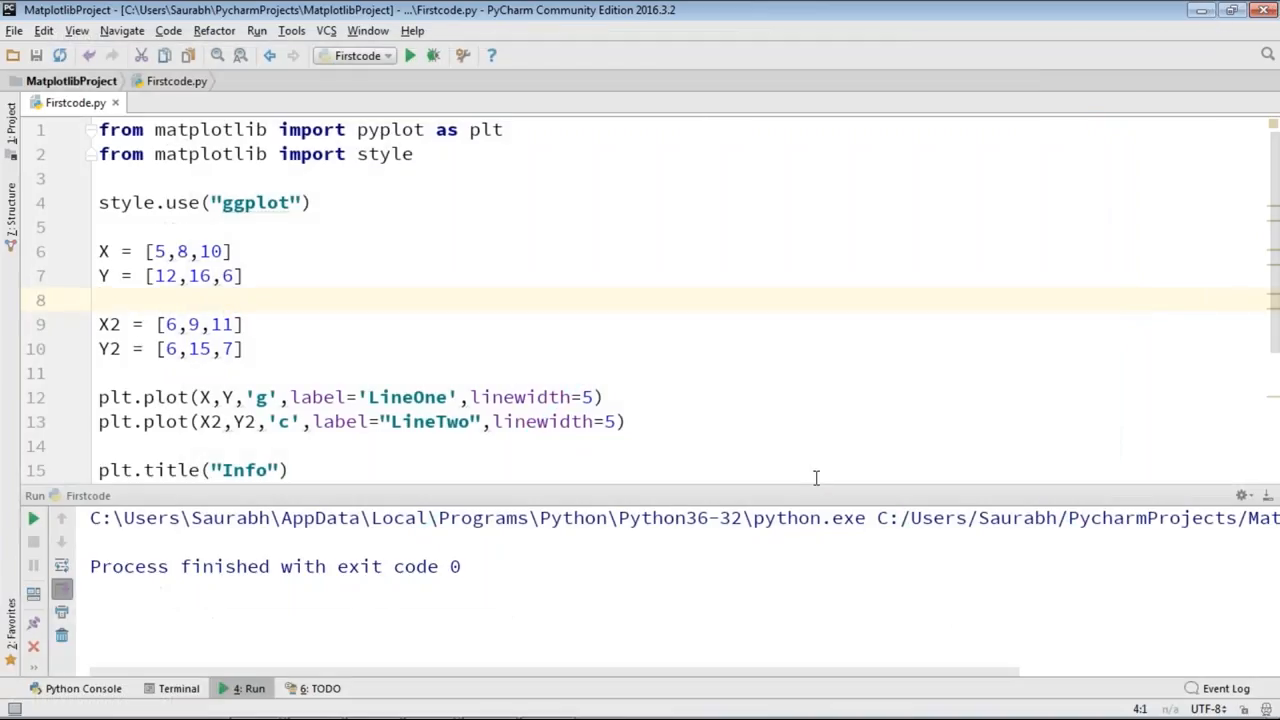 MatplotlibProject - [C:\Users\Saurabh\PycharmProjects\MatplotlibProject] - ...\Firstcode.py - PyCharm Community Edition 2016.3.2
File Edit View Navigate Code Refactor Run Tools VCS Window Help
Firstcode
MatplotlibProject Firstcode.py
Firstcode.py
1: Project
7: Structure
2: Favorites
1 from matplotlib import pyplot as plt
2 from matplotlib import style
3
4 style.use("ggplot")
5
6 X = [5,8,10]
7 Y = [12,16,6]
8
9 X2 = [6,9,11]
10 Y2 = [6,15,7]
11
12 plt.plot(X,Y,'g',label='LineOne',linewidth=5)
13 plt.plot(X2,Y2,'c',label="LineTwo",linewidth=5)
14
15 plt.title("Info")
Run Firstcode
C:\Users\Saurabh\AppData\Local\Programs\Python\Python36-32\python.exe C:/Users/Saurabh/PycharmProjects/Mat
Process finished with exit code 0
Python Console Terminal 4: Run 6: TODO Event Log
4:1 n/a UTF-8